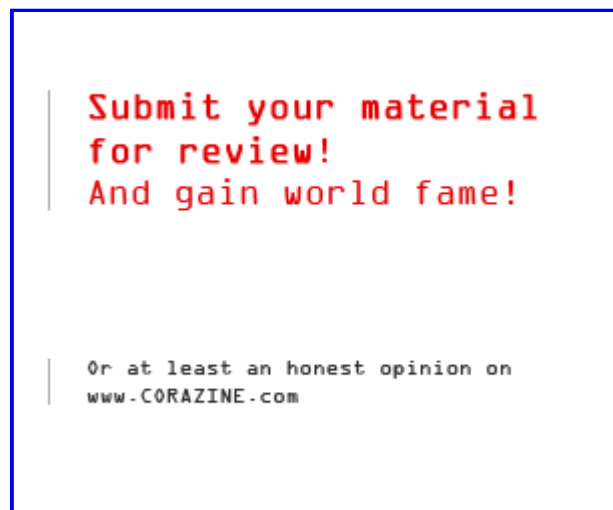 Submit your material
for review!
And gain world fame!
Or at least an honest opinion on
www.CORAZINE.com